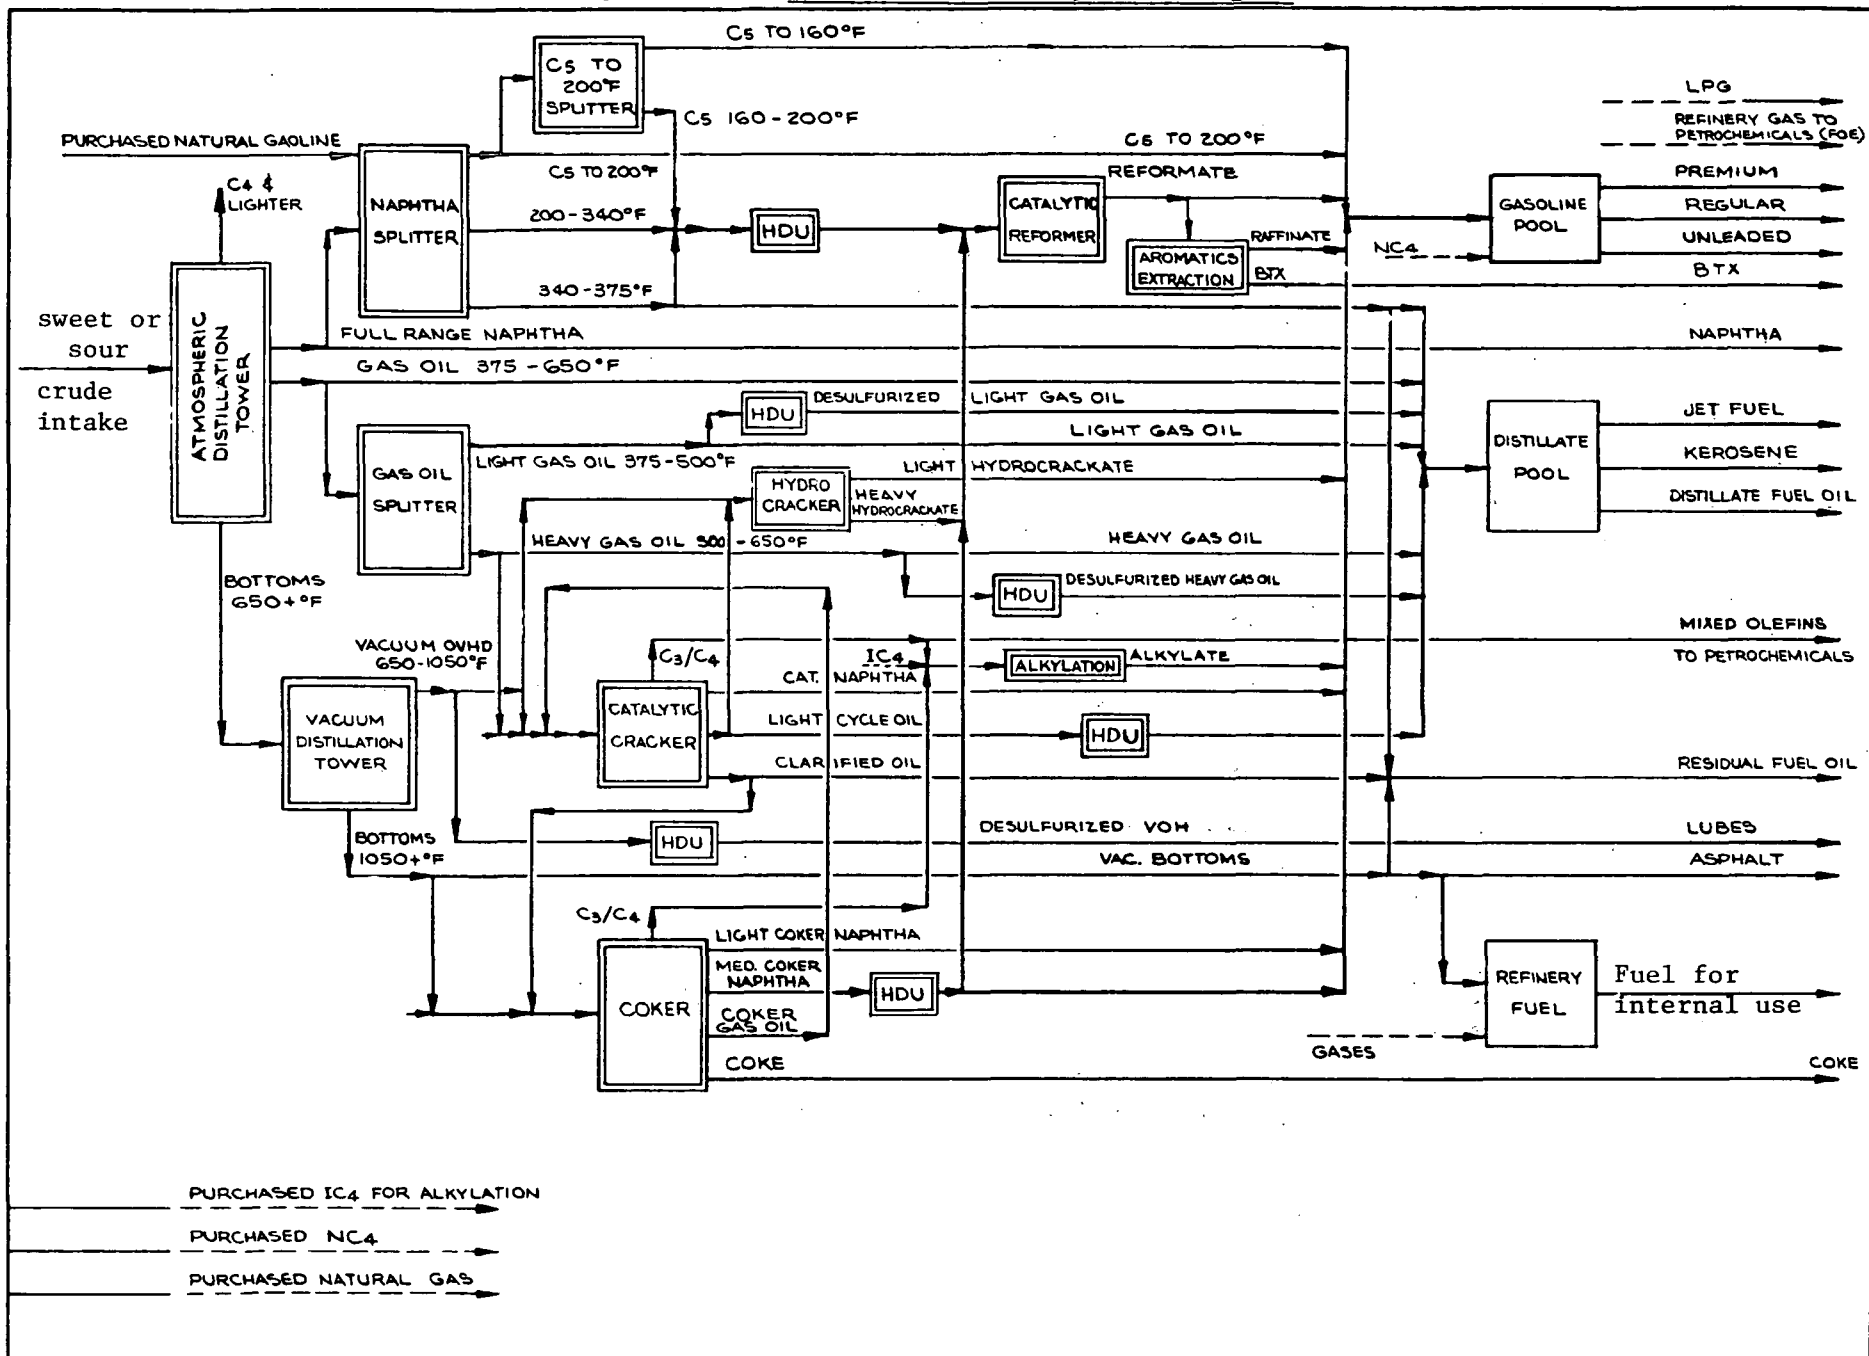 C5 TO 160°F
C5 TO
200°F
SPLITTER
C5 160-200°F
LPG
REFINERY GAS TO
PETROCHEMICALS (FOE)
PURCHASED NATURAL GAOLINE
C5 TO 200°F
C6 TO 200°F
C4 &
LIGHTER
NAPHTHA
SPLITTER
200-340°F
HDU
340-375°F
REFORMATE
CATALYTIC
REFORMER
RAFFINATE
AROMATICS
EXTRACTION
BTX
NC4
GASOLINE
POOL
PREMIUM
REGULAR
UNLEADED
BTX
sweet or
sour
crude
intake
ATMOSPHERIC
DISTILLATION
TOWER
FULL RANGE NAPHTHA
NAPHTHA
GAS OIL 375-650°F
HDU
DESULFURIZED LIGHT GAS OIL
LIGHT GAS OIL
GAS OIL
SPLITTER
LIGHT GAS OIL 375-500°F
LIGHT HYDROCRACKATE
HYDRO
CRACKER
HEAVY
HYDROCRACKATE
DISTILLATE
POOL
JET FUEL
KEROSENE
DISTILLATE FUEL OIL
HEAVY GAS OIL 500-650°F
HEAVY GAS OIL
HDU
DESULFURIZED HEAVY GAS OIL
BOTTOMS
650+°F
VACUUM OVHD
650-1050°F
C3/C4
IC4
ALKYLATION
ALKYLATE
MIXED OLEFINS
TO PETROCHEMICALS
CAT. NAPHTHA
VACUUM
DISTILLATION
TOWER
CATALYTIC
CRACKER
LIGHT CYCLE OIL
HDU
CLARIFIED OIL
RESIDUAL FUEL OIL
BOTTOMS
1050+°F
HDU
DESULFURIZED VOH
LUBES
VAC. BOTTOMS
ASPHALT
C3/C4
COKER
LIGHT COKER NAPHTHA
MED. COKER
NAPHTHA
HDU
COKER
GAS OIL
COKE
REFINERY
FUEL
Fuel for
internal use
GASES
COKE
PURCHASED IC4 FOR ALKYLATION
PURCHASED NC4
PURCHASED NATURAL GAS